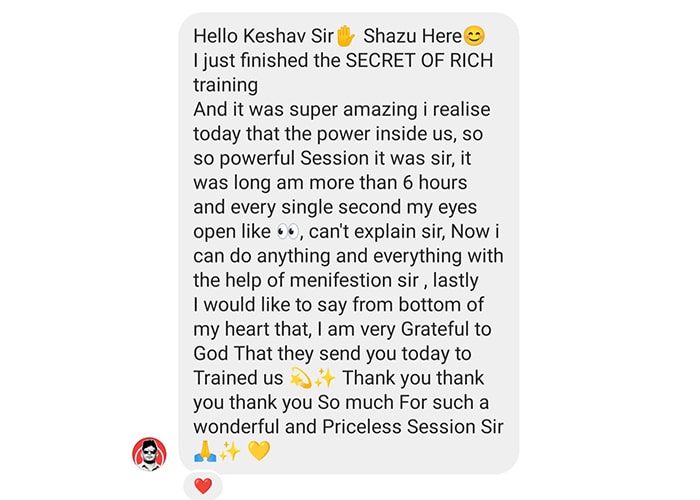 Hello Keshav Sir✋ Shazu Here😊
I just finished the SECRET OF RICH
training
And it was super amazing i realise
today that the power inside us, so
so powerful Session it was sir, it
was long am more than 6 hours
and every single second my eyes
open like 👀, can't explain sir, Now i
can do anything and everything with
the help of menifestion sir , lastly
I would like to say from bottom of
my heart that, I am very Grateful to
God That they send you today to
Trained us 💫✨ Thank you thank
you thank you So much For such a
wonderful and Priceless Session Sir
🙏✨ 💛
❤️